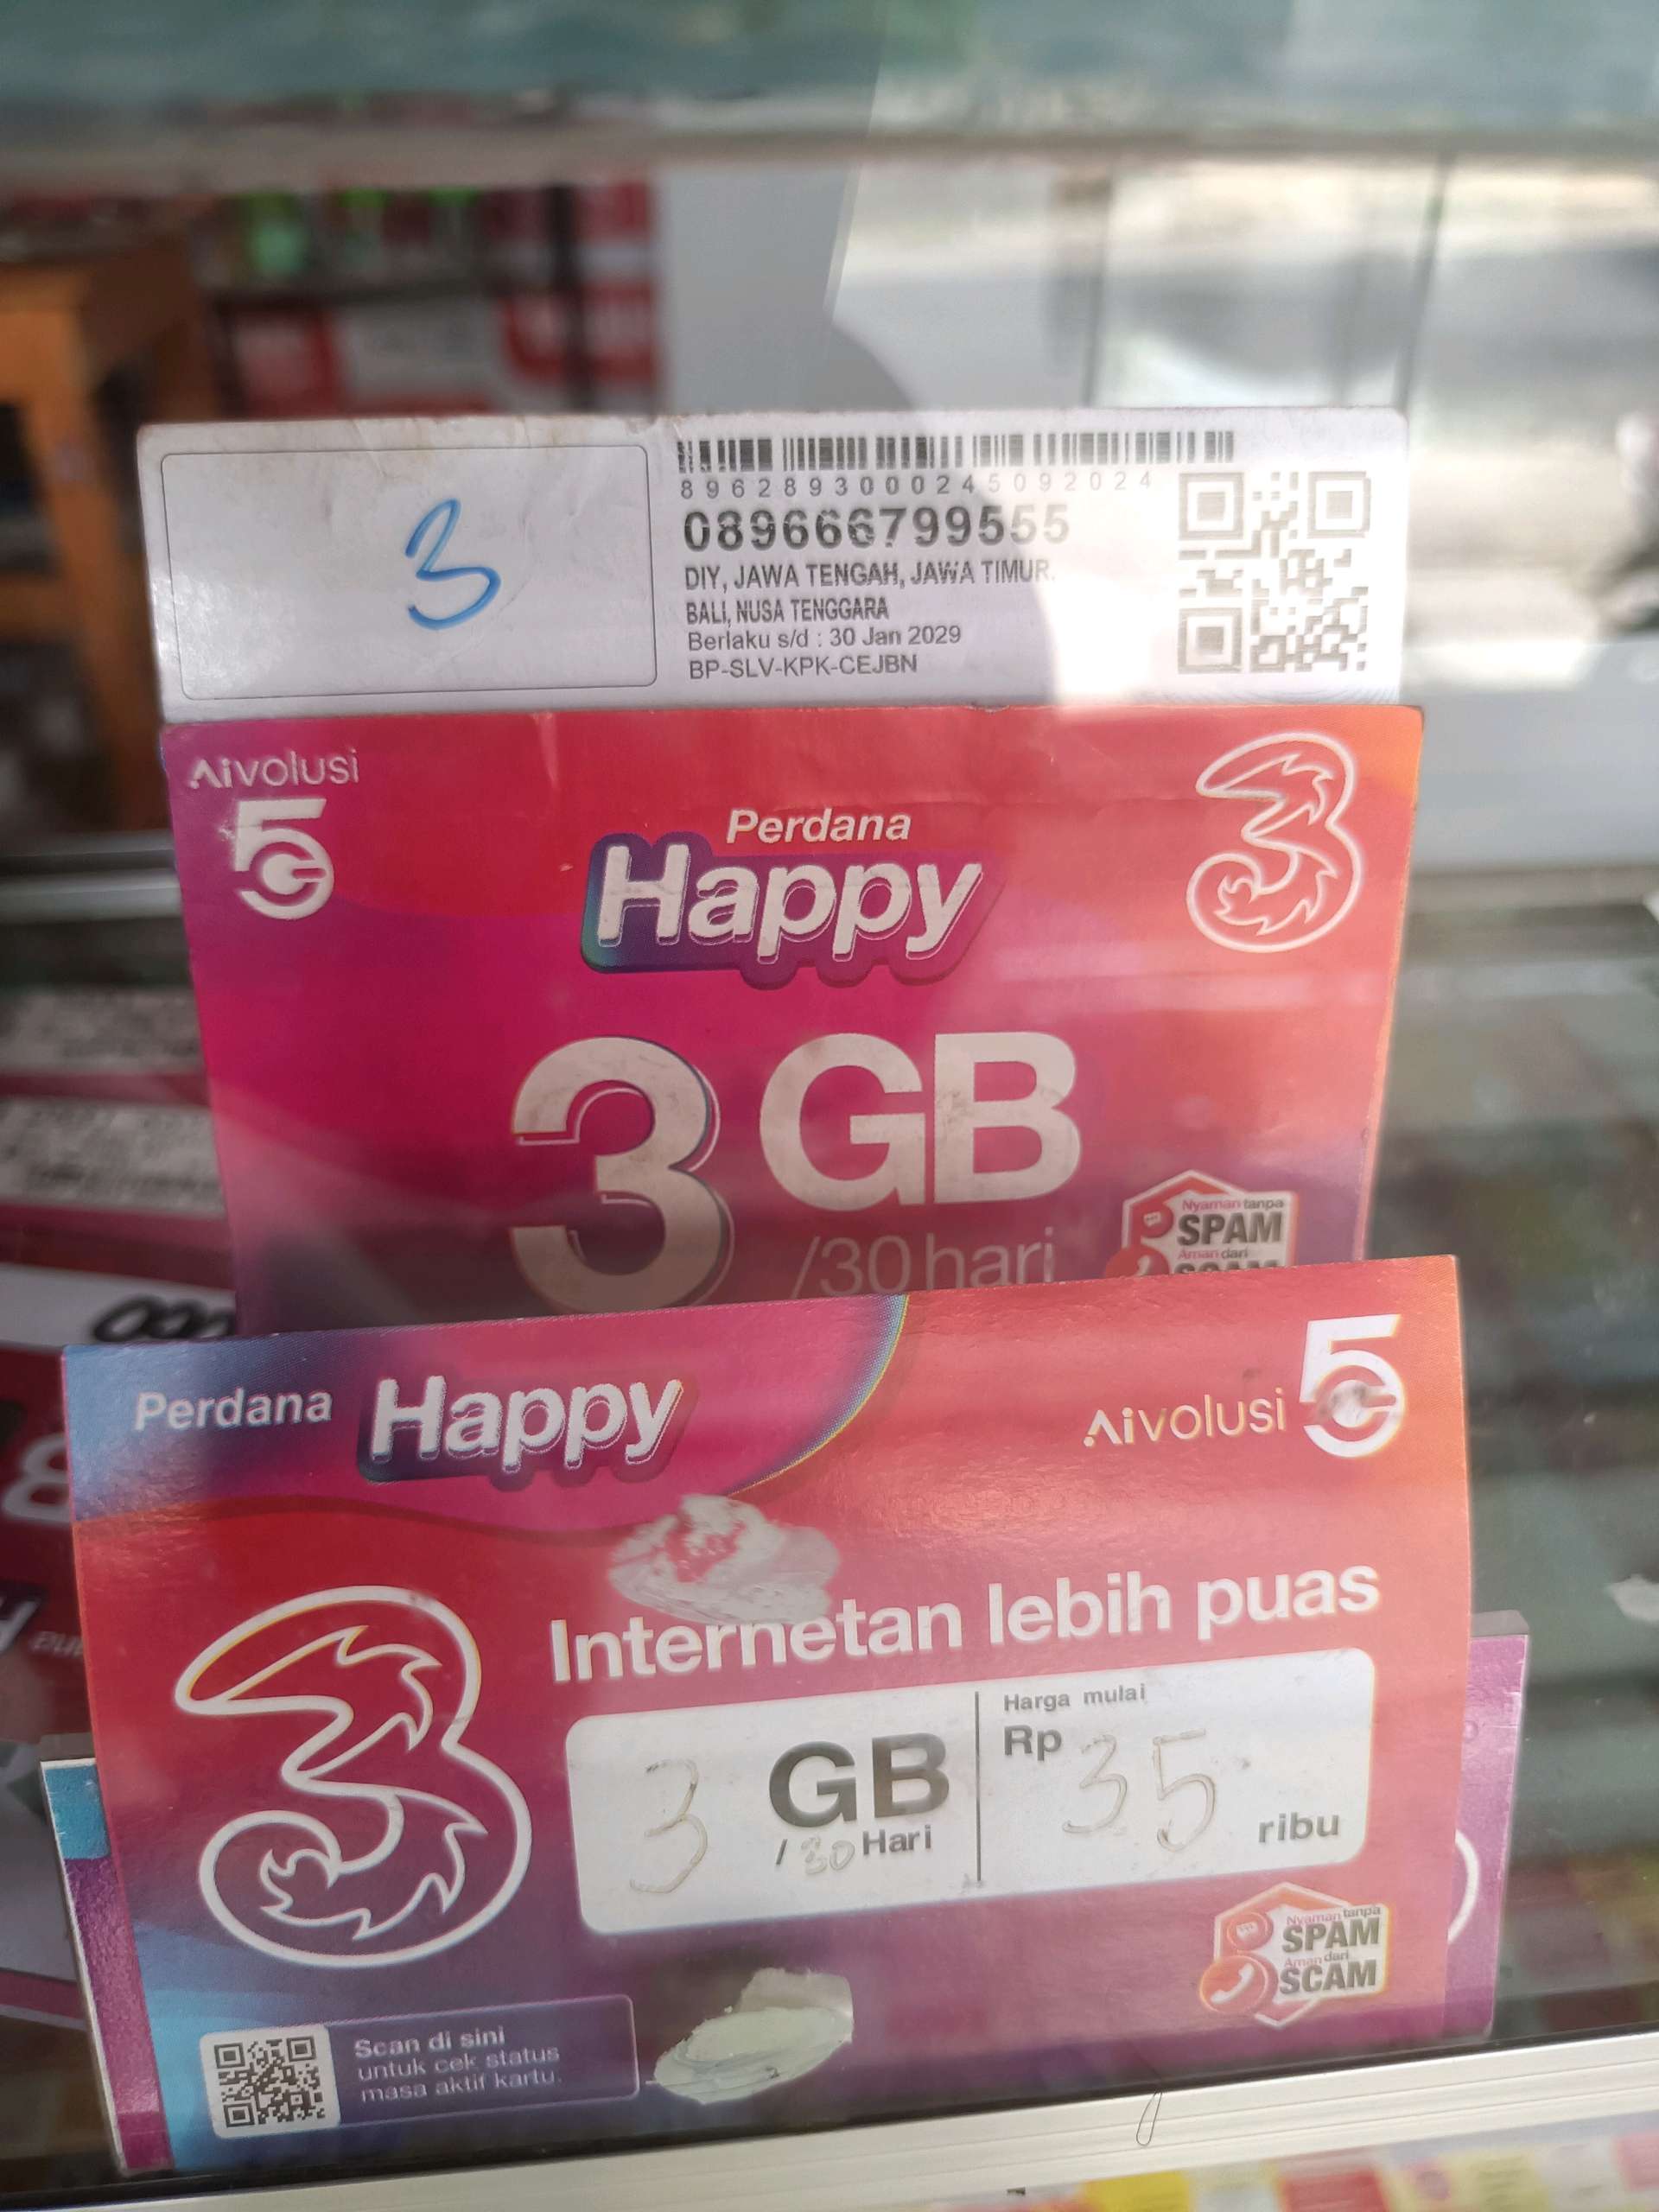 3
8962893000245092024
089666799555
DIY, JAWA TENGAH, JAWA TIMUR,
BALI, NUSA TENGGARA
Berlaku s/d : 30 Jan 2029
BP-SLV-KPK-CEJBN
Aivolusi
5G
Perdana
Happy
3
3 GB
/30 hari
Nyaman tanpa
SPAM
Aman dari
SCAM
Perdana Happy
Aivolusi 5G
3
Internetan lebih puas
3 GB
/ 30 Hari
Harga mulai
Rp 35 ribu
Nyaman tanpa
SPAM
Aman dari
SCAM
Scan di sini
untuk cek status
masa aktif kartu.